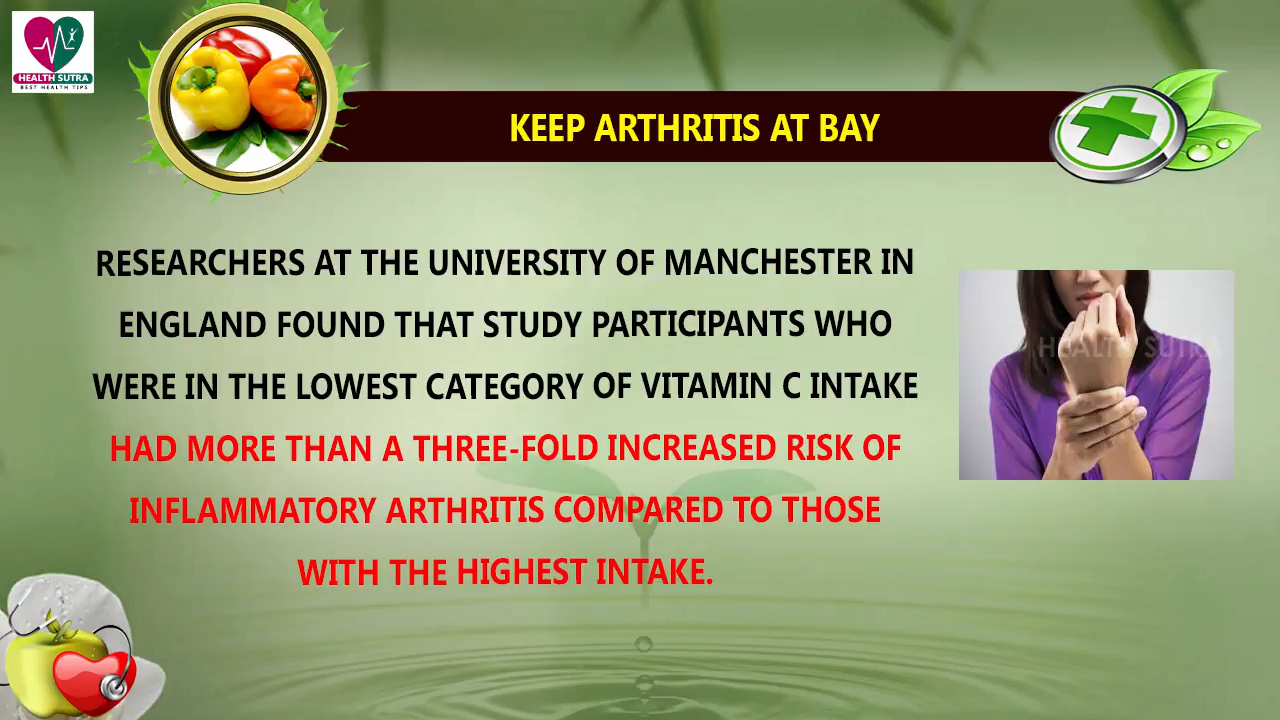 HEALTH SUTRA
BEST HEALTH TIPS
KEEP ARTHRITIS AT BAY
RESEARCHERS AT THE UNIVERSITY OF MANCHESTER IN
ENGLAND FOUND THAT STUDY PARTICIPANTS WHO
WERE IN THE LOWEST CATEGORY OF VITAMIN C INTAKE
HAD MORE THAN A THREE-FOLD INCREASED RISK OF
INFLAMMATORY ARTHRITIS COMPARED TO THOSE
WITH THE HIGHEST INTAKE.
HEALTH SUTRA